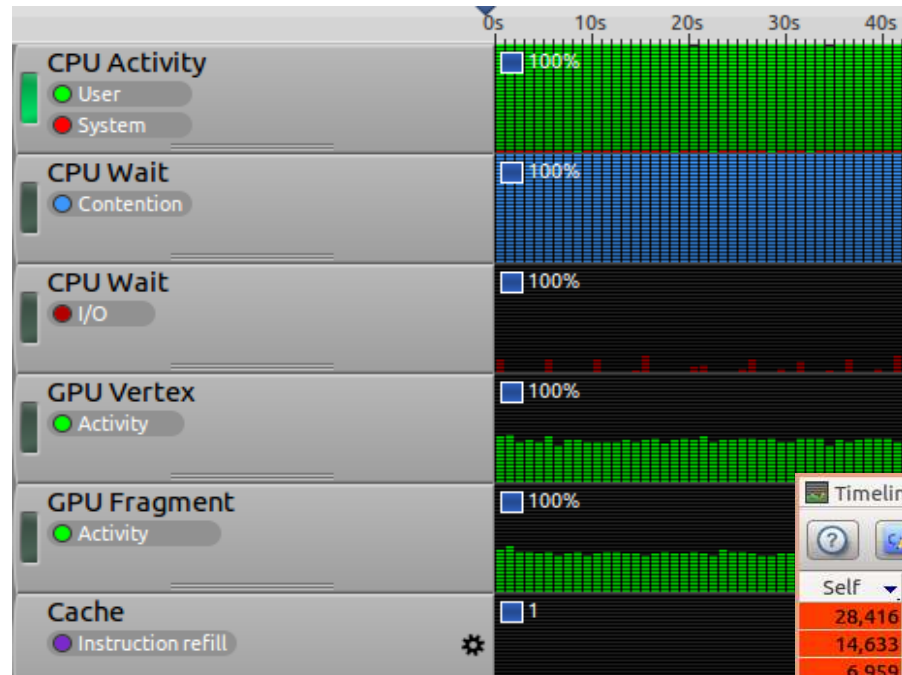 0s 10s 20s 30s 40s
CPU Activity
100%
User
System
CPU Wait
100%
Contention
CPU Wait
100%
I/O
GPU Vertex
100%
Activity
GPU Fragment
100%
Activity
Timelin
?
Self
28,416
14,633
6,959
Cache
1
Instruction refill